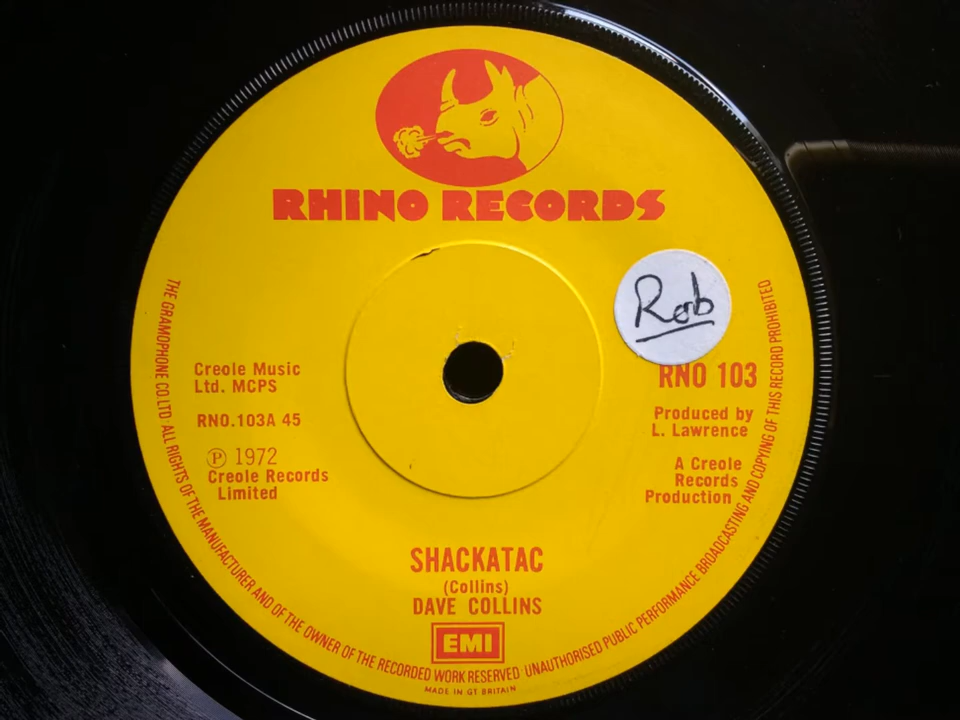 RHINO RECORDS
Rob
Creole Music
Ltd. MCPS
RNO.103A 45
Ⓟ 1972
Creole Records
Limited
RNO 103
Produced by
L. Lawrence
A Creole
Records
Production
SHACKATAC
(Collins)
DAVE COLLINS
EMI
THE GRAMOPHONE CO.LTD. ALL RIGHTS OF THE MANUFACTURER AND OF THE OWNER OF THE RECORDED WORK RESERVED UNAUTHORISED PUBLIC PERFORMANCE BROADCASTING AND COPYING OF THIS RECORD PROHIBITED
MADE IN GT. BRITAIN